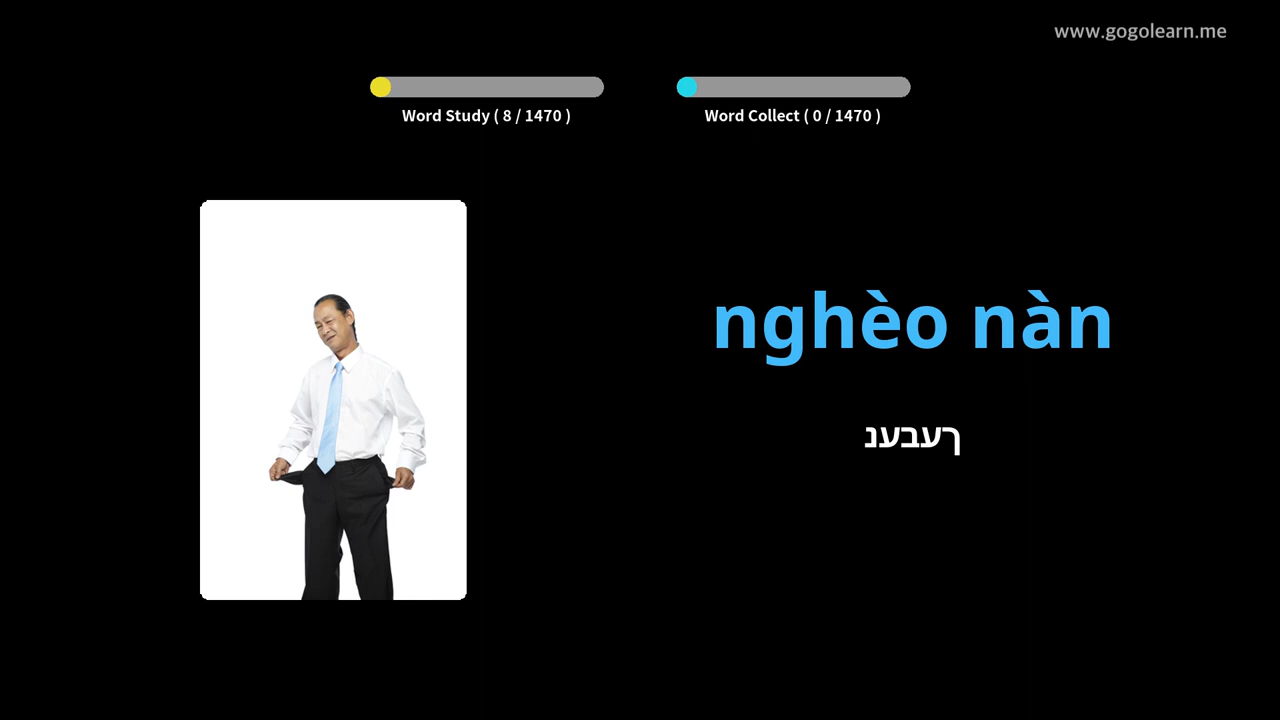 www.gogolearn.me
Word Study ( 8 / 1470 )
Word Collect ( 0 / 1470 )
nghèo nàn
ךעבענ